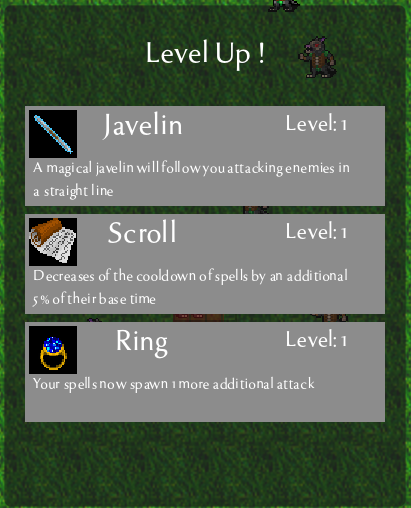 Level Up !
Javelin
Level: 1
A magical javelin will follow you attacking enemies in
a straight line
Scroll
Level: 1
Decreases of the cooldown of spells by an additional
5% of their base time
Ring
Level: 1
Your spells now spawn 1 more additional attack